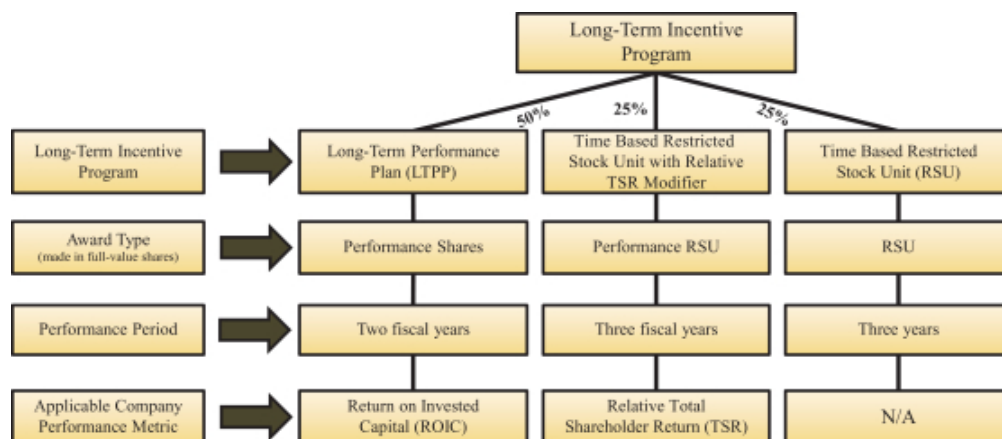 Long-Term Incentive
Program
50%
25%
25%
Long-Term Incentive
Program
Long-Term Performance
Plan (LTPP)
Time Based Restricted
Stock Unit with Relative
TSR Modifier
Time Based Restricted
Stock Unit (RSU)
Award Type
(made in full-value shares)
Performance Shares
Performance RSU
RSU
Performance Period
Two fiscal years
Three fiscal years
Three years
Applicable Company
Performance Metric
Return on Invested
Capital (ROIC)
Relative Total
Shareholder Return (TSR)
N/A